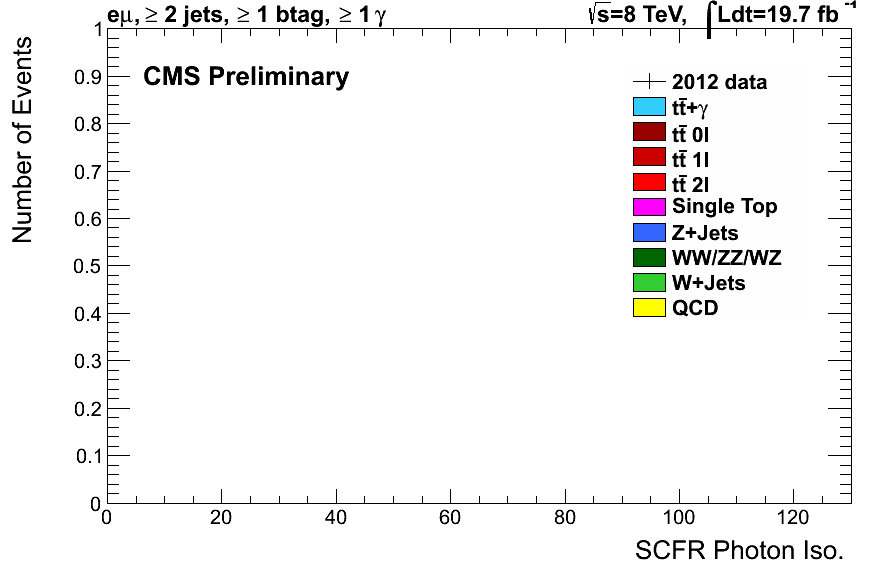 eμ, ≥ 2 jets, ≥ 1 btag, ≥ 1 γ
√s=8 TeV, ∫Ldt=19.7 fb⁻¹
CMS Preliminary
Number of Events
1
0.9
0.8
0.7
0.6
0.5
0.4
0.3
0.2
0.1
0
2012 data
tt̄+γ
tt̄ 0l
tt̄ 1l
tt̄ 2l
Single Top
Z+Jets
WW/ZZ/WZ
W+Jets
QCD
0 20 40 60 80 100 120
SCFR Photon Iso.